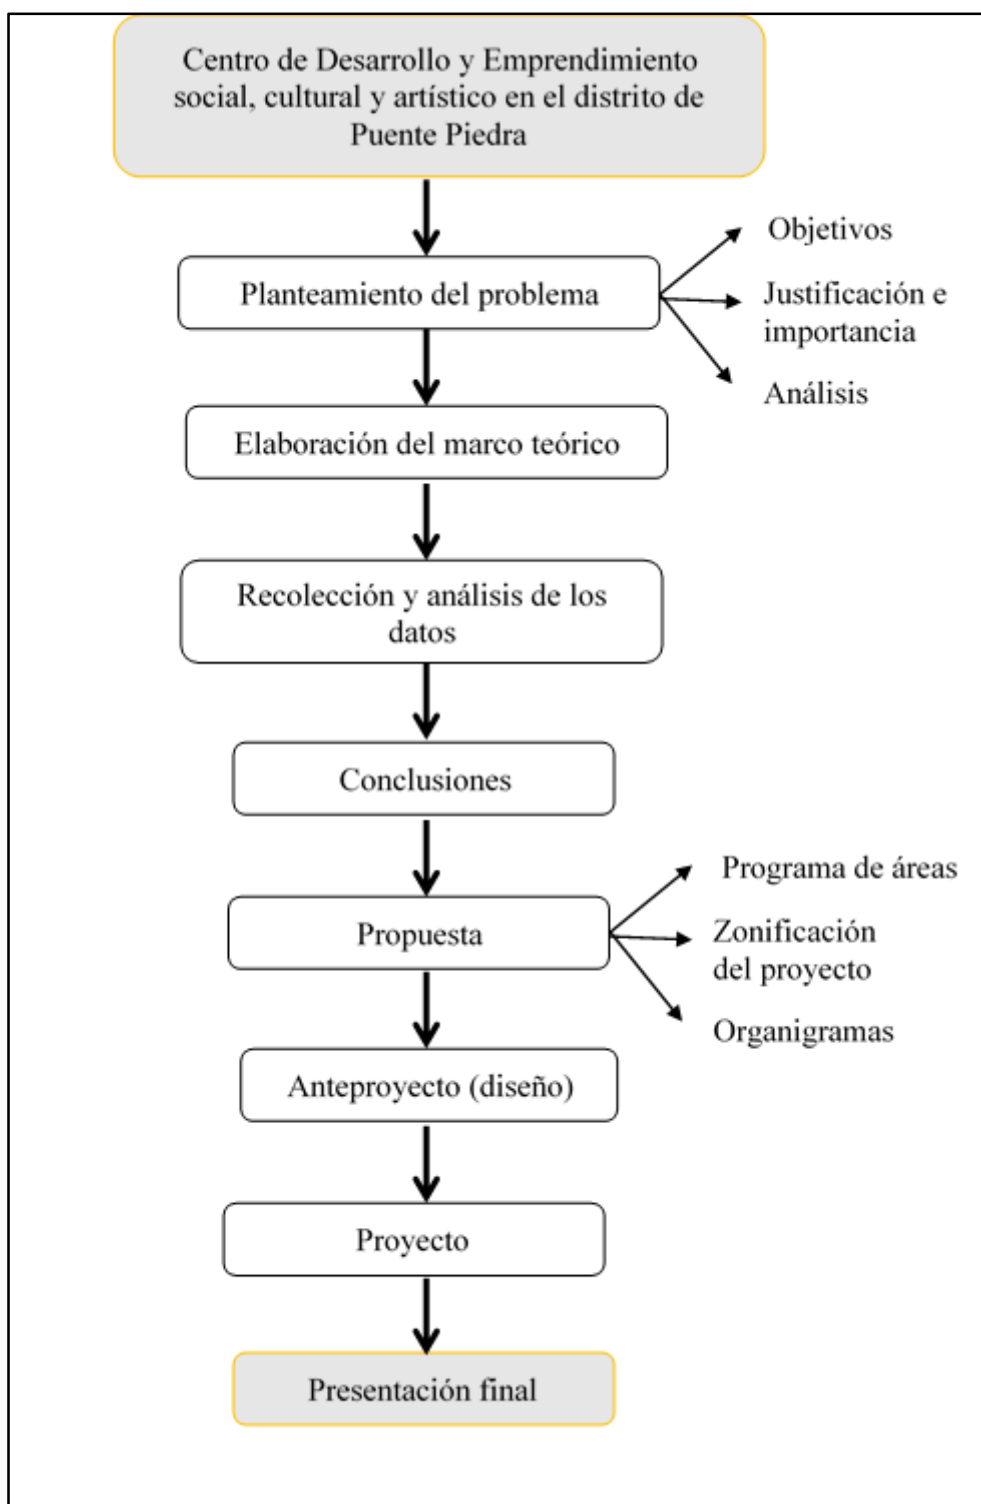 Centro de Desarrollo y Emprendimiento
social, cultural y artístico en el distrito de
Puente Piedra
Planteamiento del problema
Objetivos
Justificación e
importancia
Análisis
Elaboración del marco teórico
Recolección y análisis de los
datos
Conclusiones
Propuesta
Programa de áreas
Zonificación
del proyecto
Organigramas
Anteproyecto (diseño)
Proyecto
Presentación final